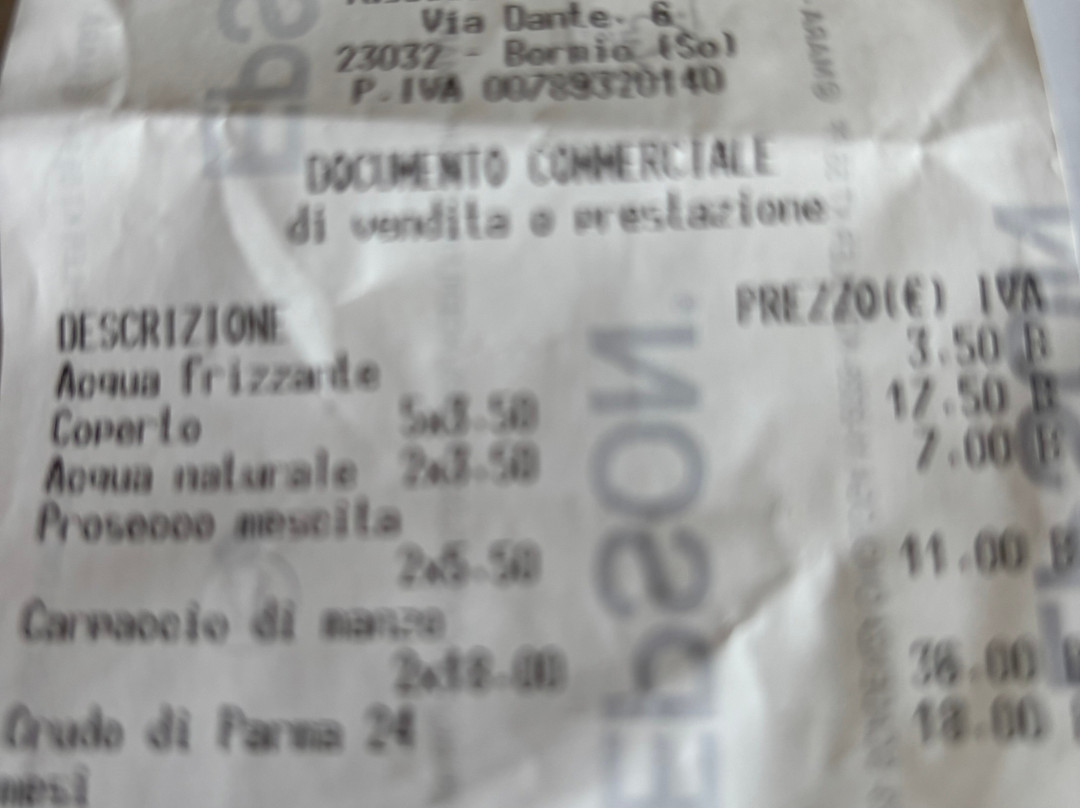 Via Dante, 6
23032 - Bormio (So)
P.IVA 00789320140
DOCUMENTO COMMERCIALE
di vendita o prestazione
DESCRIZIONE PREZZO(€) IVA
Acqua frizzante 3.50 B
Coperto 5x3.50 17.50 B
Acqua naturale 2x3.50 7.00 B
Prosecco mescita
2x5.50 11.00 B
Carpaccio di manzo
2x18.00 36.00 B
Crudo di Parma 24 18.00
mesi